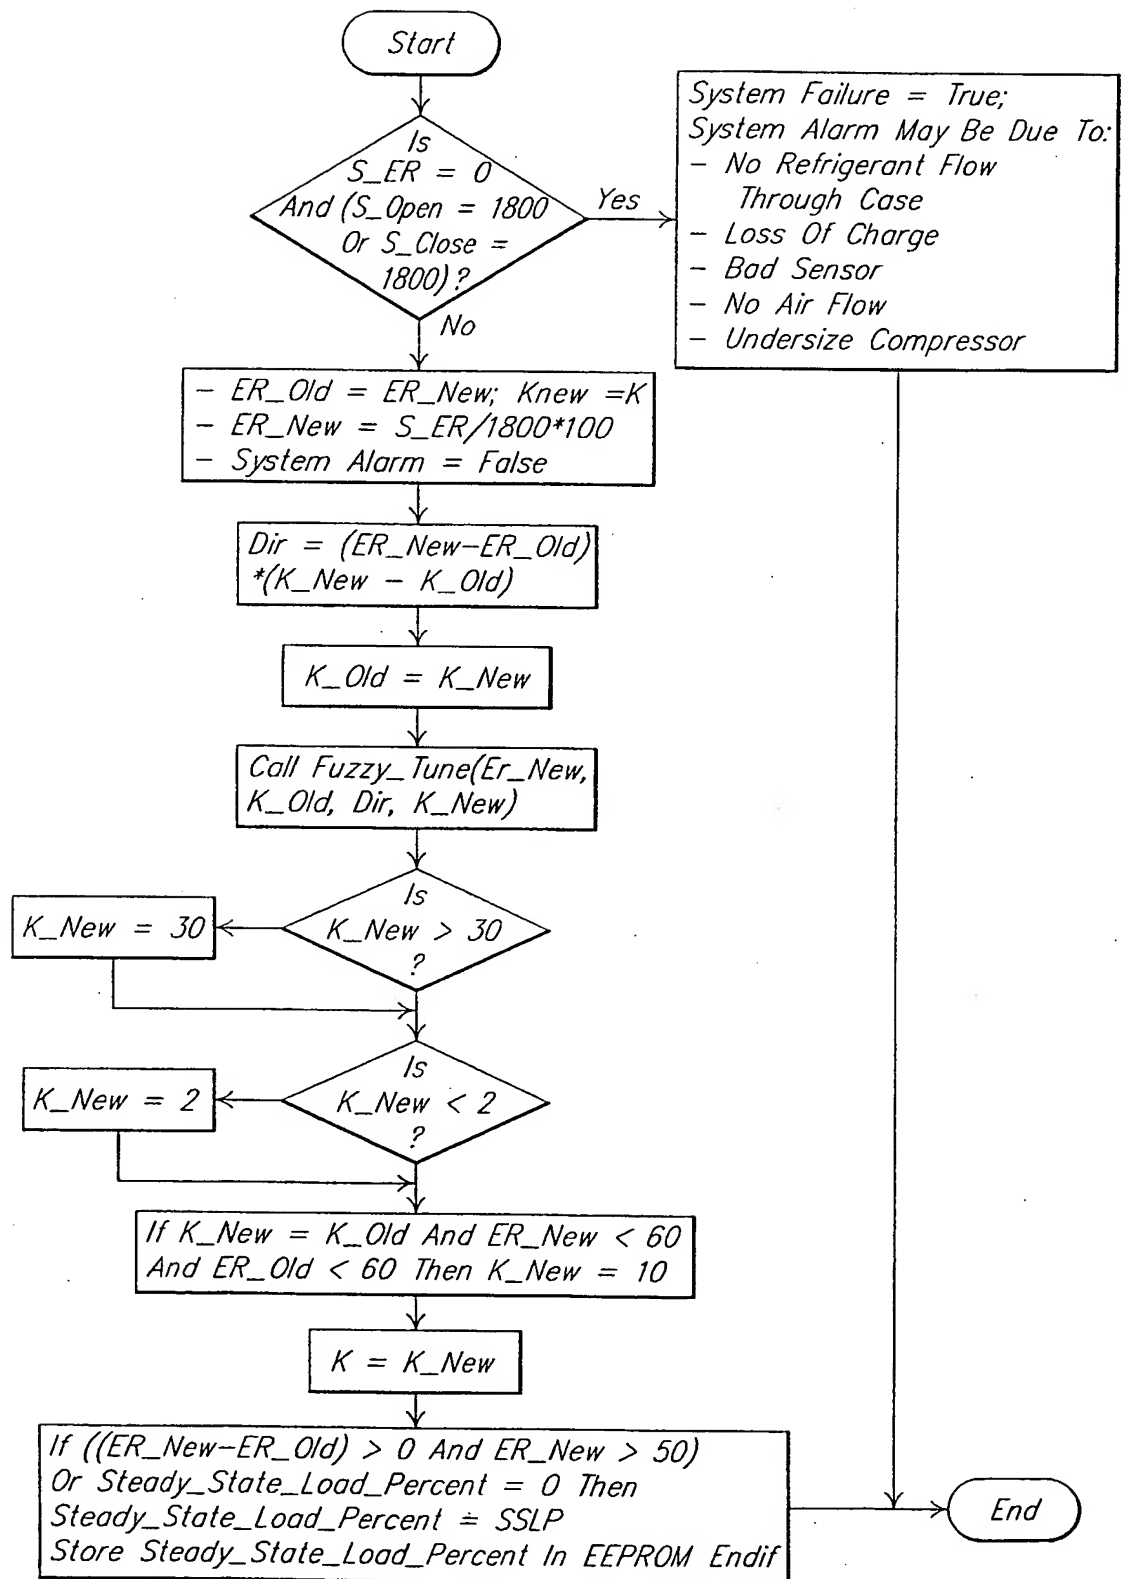 Start
Is
S_ER = 0
And (S_Open = 1800
Or S_Close =
1800)?
Yes
No
System Failure = True;
System Alarm May Be Due To:
- No Refrigerant Flow
Through Case
- Loss Of Charge
- Bad Sensor
- No Air Flow
- Undersize Compressor
- ER_Old = ER_New; Knew =K
- ER_New = S_ER/1800*100
- System Alarm = False
Dir = (ER_New-ER_Old)
*(K_New - K_Old)
K_Old = K_New
Call Fuzzy_Tune(Er_New,
K_Old, Dir, K_New)
Is
K_New > 30
?
K_New = 30
Is
K_New < 2
?
K_New = 2
If K_New = K_Old And ER_New < 60
And ER_Old < 60 Then K_New = 10
K = K_New
If ((ER_New-ER_Old) > 0 And ER_New > 50)
Or Steady_State_Load_Percent = 0 Then
Steady_State_Load_Percent = SSLP
Store Steady_State_Load_Percent In EEPROM Endif
End